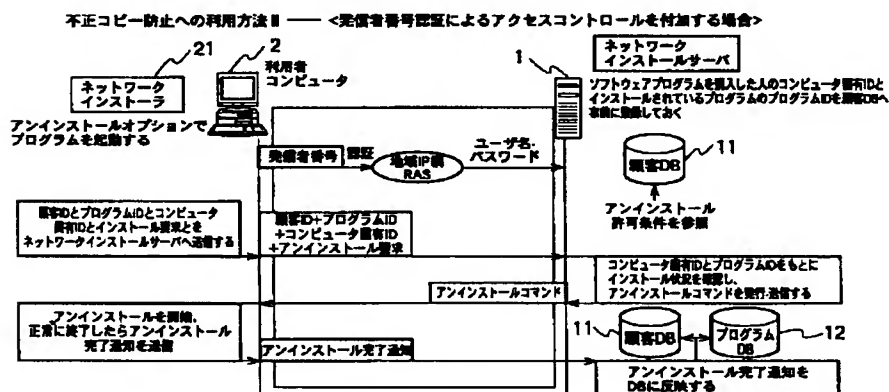 不正コピー防止への利用方法Ⅱ ―― <発信者番号認証によるアクセスコントロールを付加する場合>
21
ネットワーク
インストーラ
アンインストールオプションで
プログラムを起動する
2
利用者
コンピュータ
1
ネットワーク
インストールサーバ
ソフトウェアプログラムを購入した人のコンピュータ固有IDと
インストールされているプログラムのプログラムIDを顧客DBへ
事前に登録しておく
発信者番号 認証
地域IP網
RAS
ユーザ名・
パスワード
顧客DB
11
アンインストール
許可条件を参照
顧客IDとプログラムIDとコンピュータ
固有IDとインストール要求とを
ネットワークインストールサーバへ送信する
顧客ID+プログラムID
+コンピュータ固有ID
+アンインストール要求
コンピュータ固有IDとプログラムIDをもとに
インストール状況を確認し、
アンインストールコマンドを発行・送信する
アンインストールコマンド
アンインストールを開始、
正常に終了したらアンインストール
完了通知を送信
アンインストール完了通知
11
顧客DB
プログラム
DB
12
アンインストール完了通知を
DBに反映する